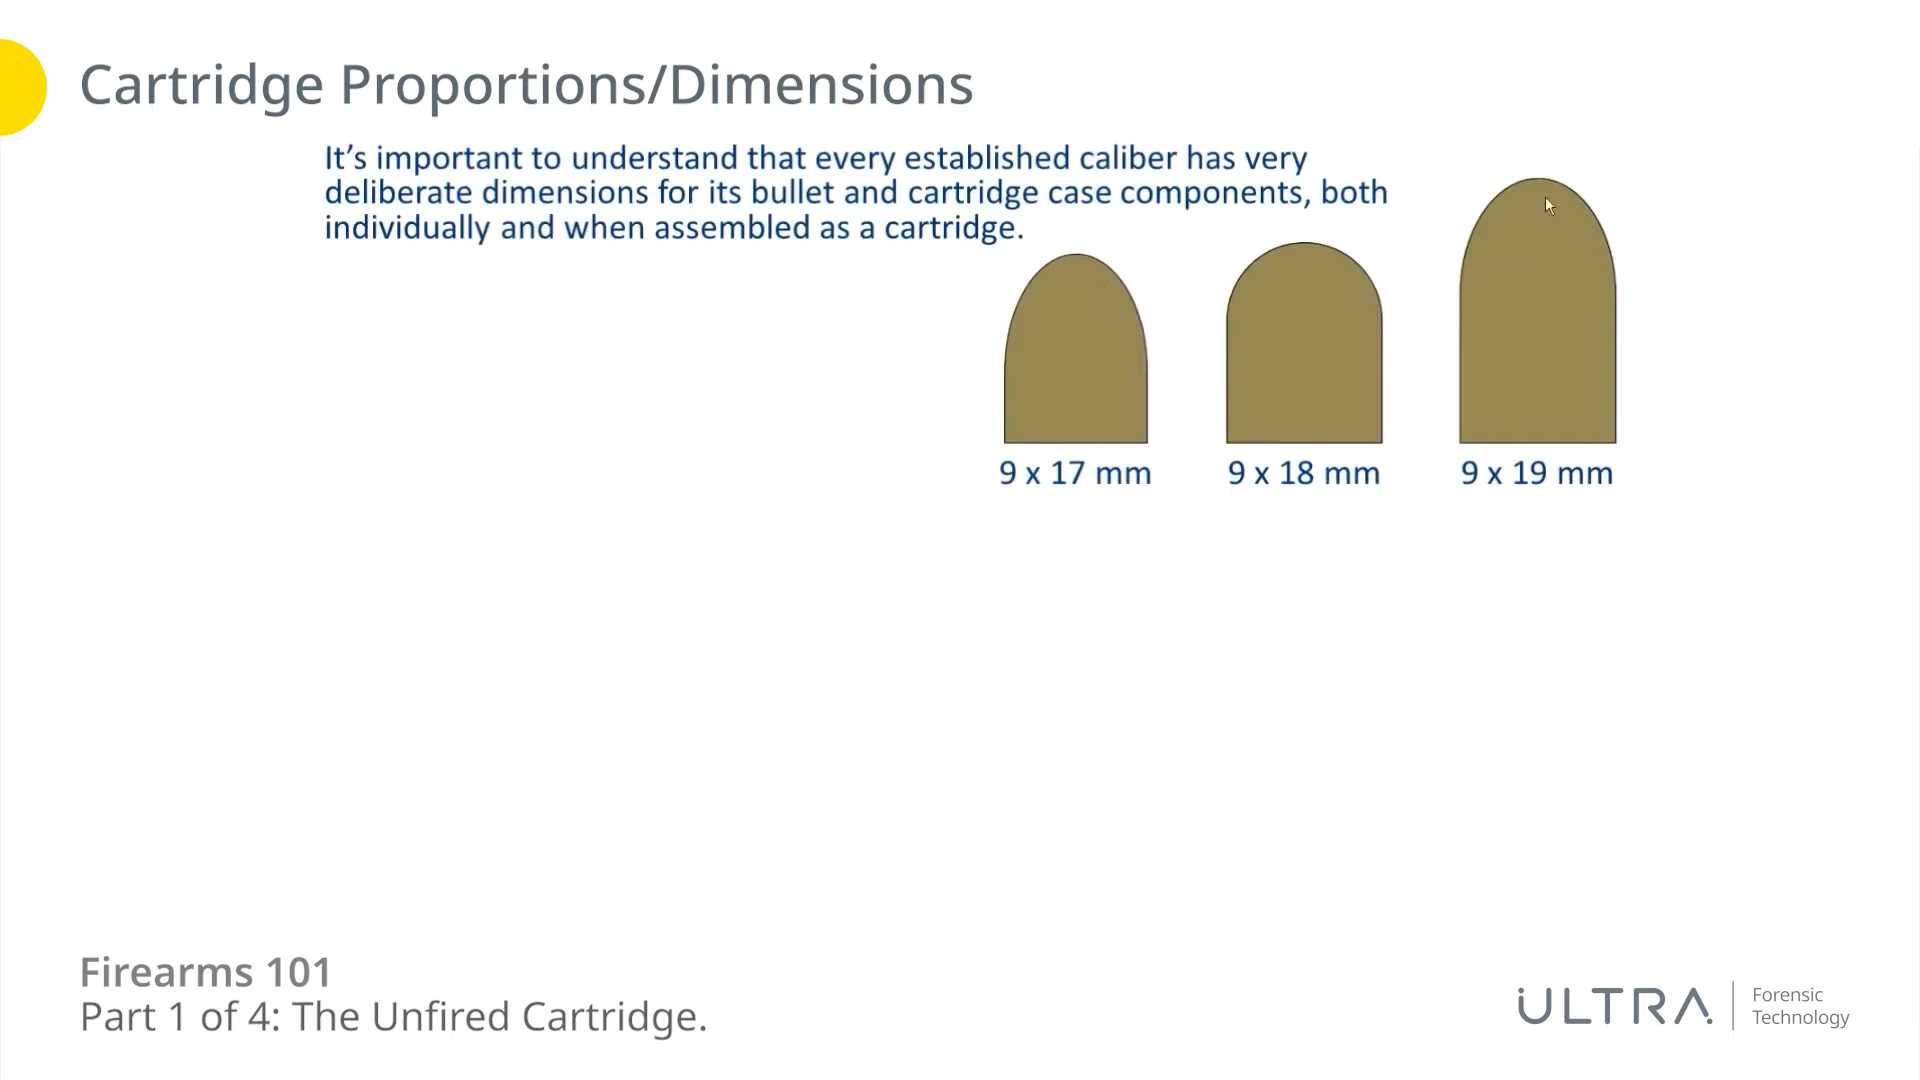 Cartridge Proportions/Dimensions
It’s important to understand that every established caliber has very
deliberate dimensions for its bullet and cartridge case components, both
individually and when assembled as a cartridge.
9 x 17 mm
9 x 18 mm
9 x 19 mm
Firearms 101
Part 1 of 4: The Unfired Cartridge.
ULTRA
Forensic
Technology